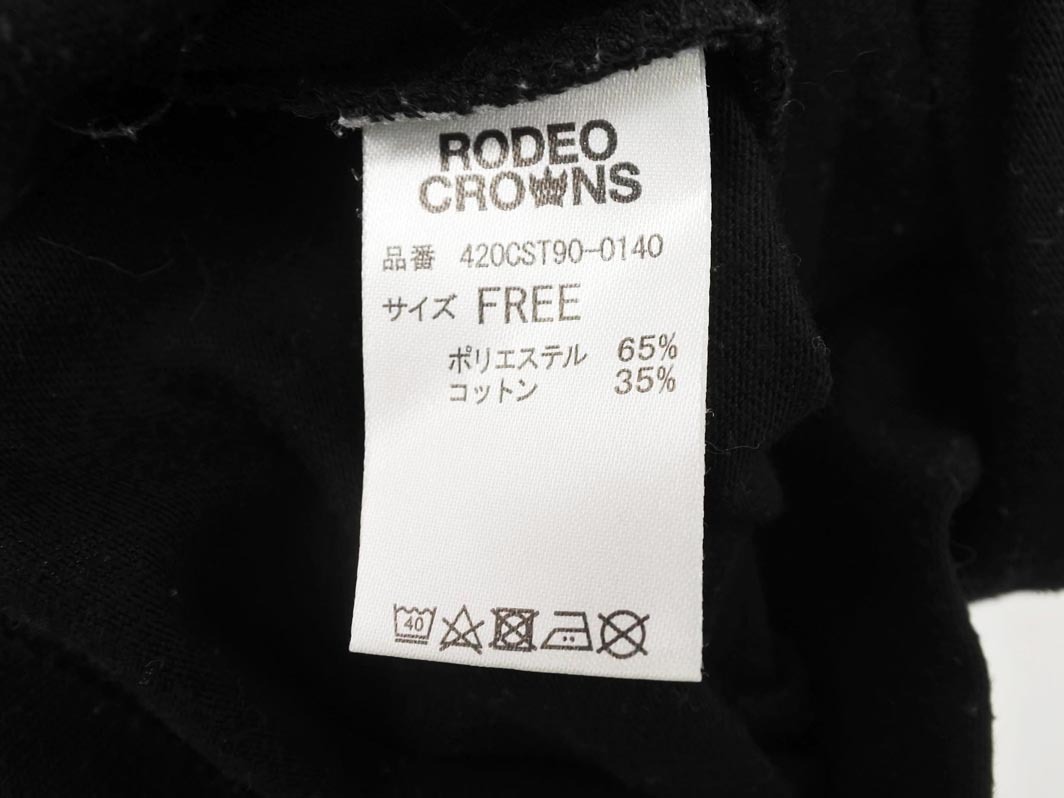 RODEO
CROWNS
品番 420CST90-0140
サイズ FREE
ポリエステル 65%
コットン 35%
40